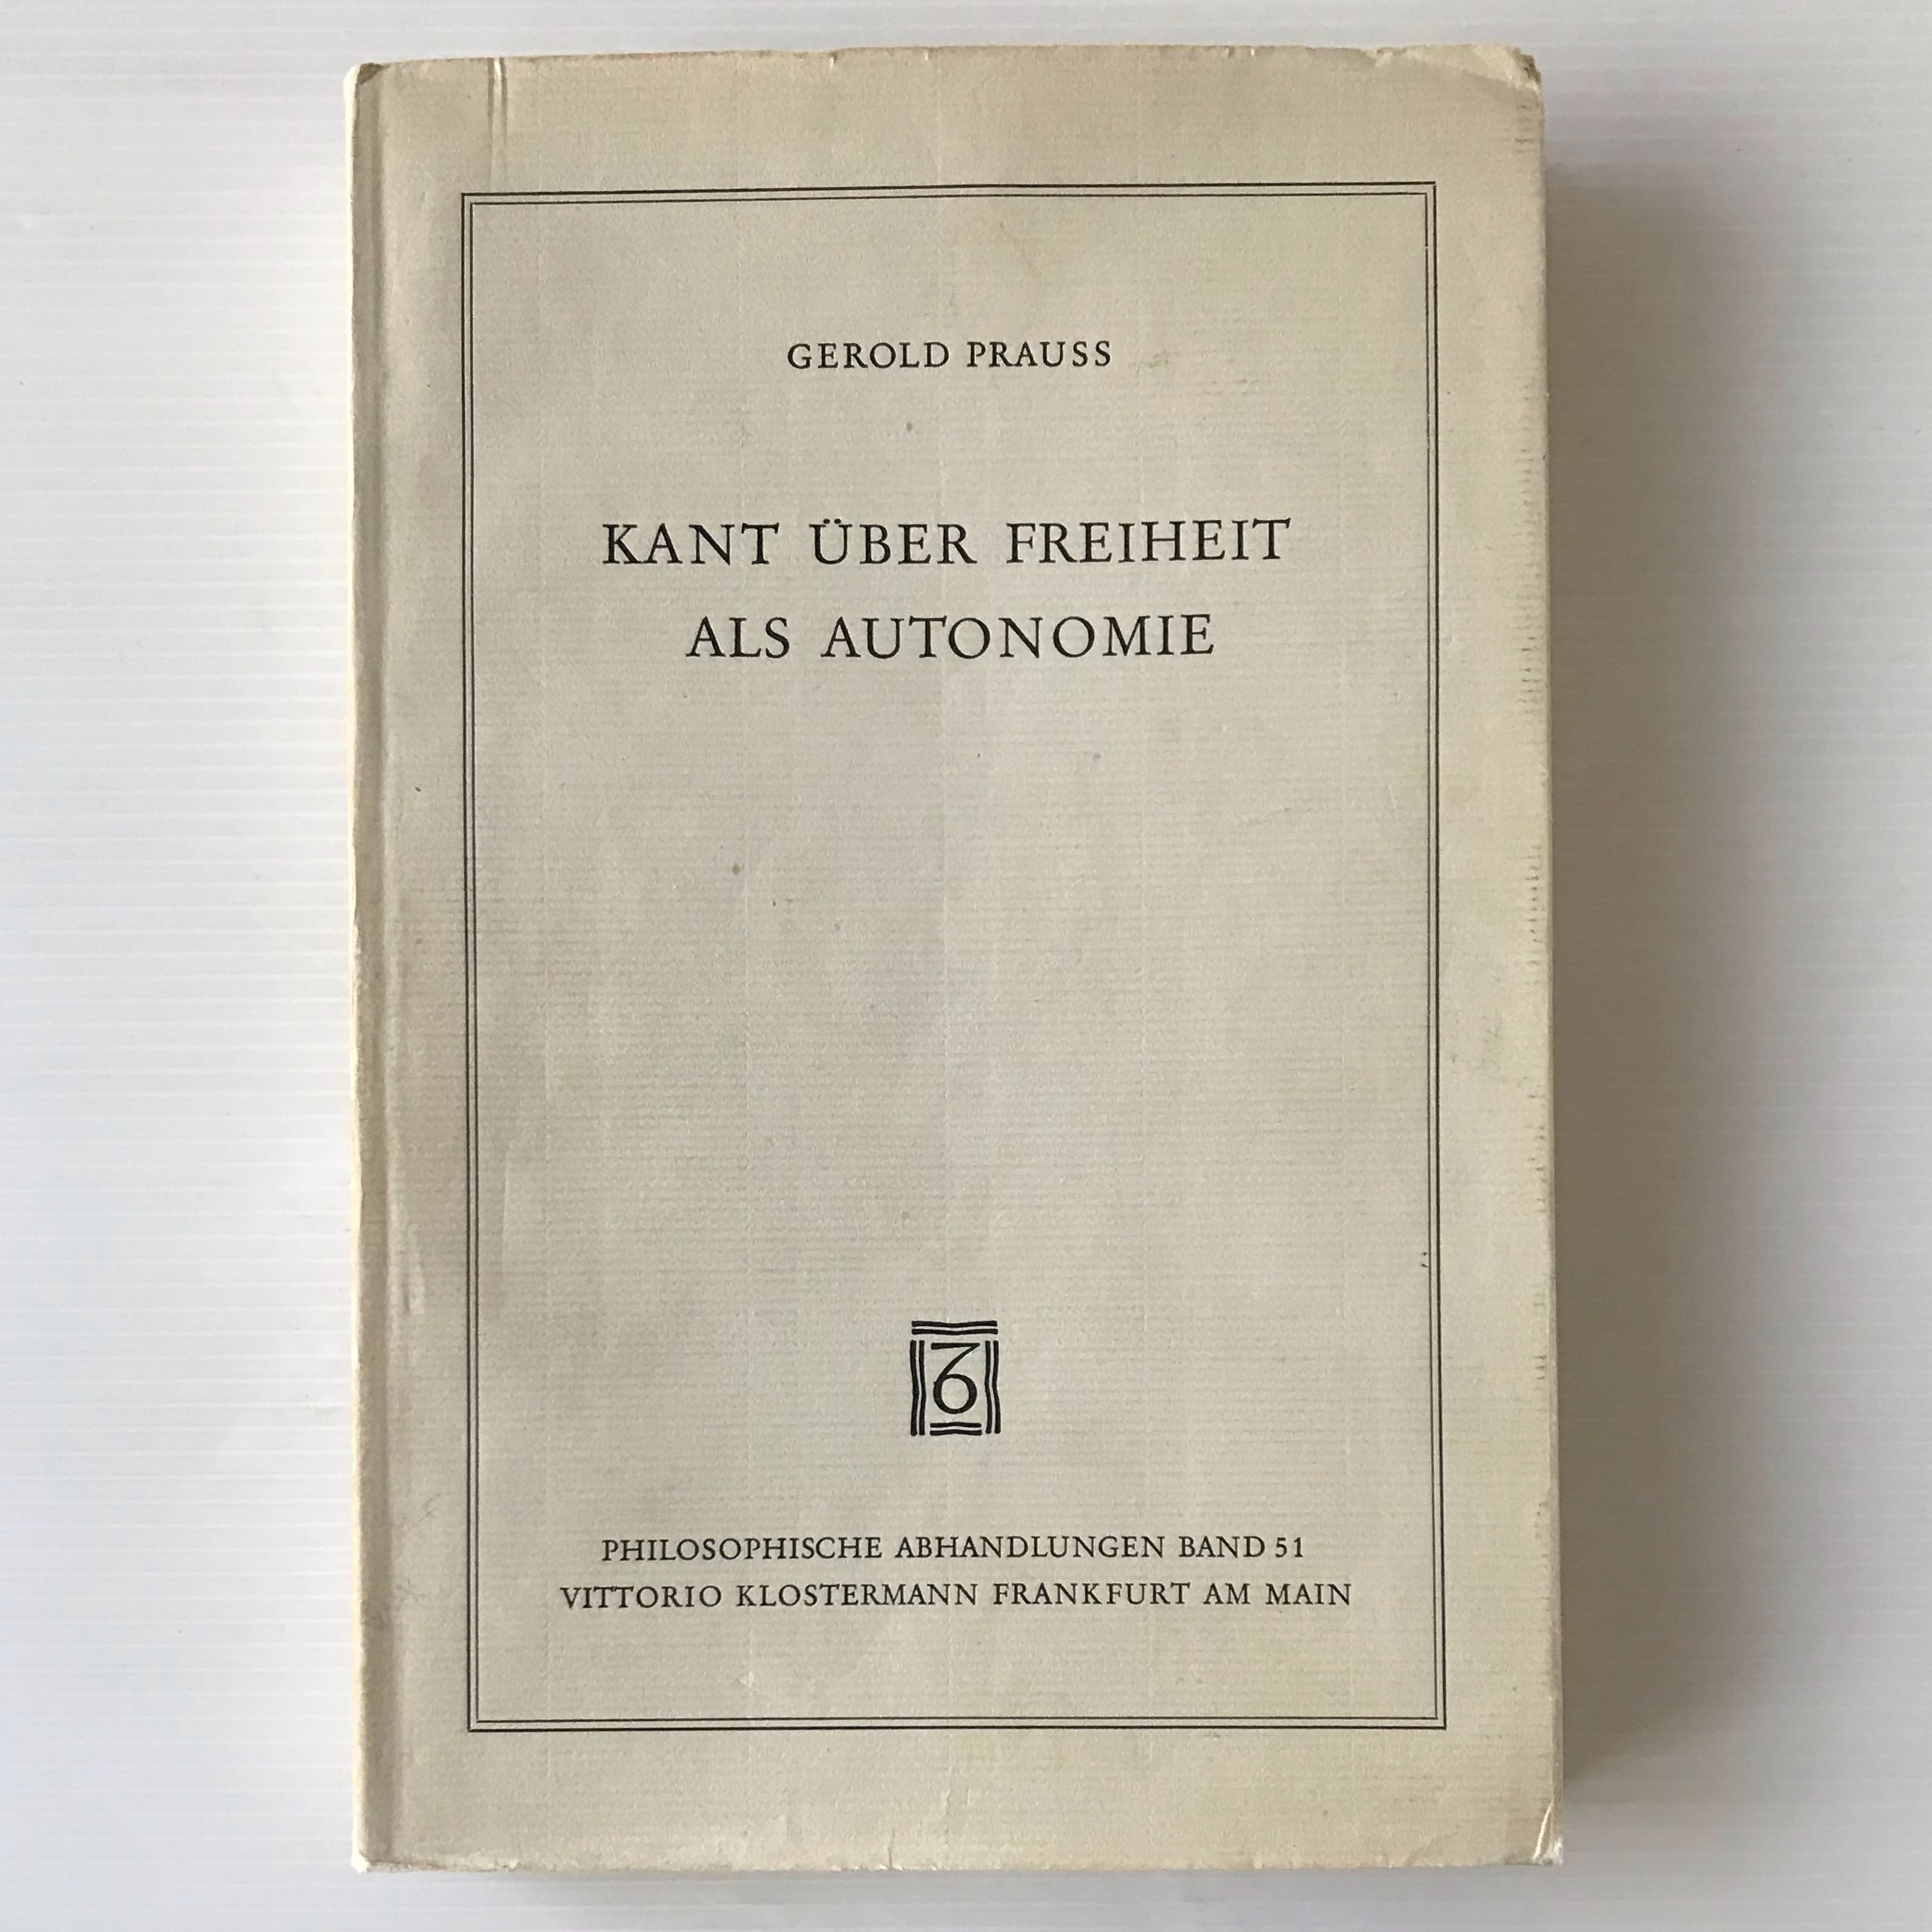 GEROLD PRAUSS
KANT ÜBER FREIHEIT
ALS AUTONOMIE
PHILOSOPHISCHE ABHANDLUNGEN BAND 51
VITTORIO KLOSTERMANN FRANKFURT AM MAIN